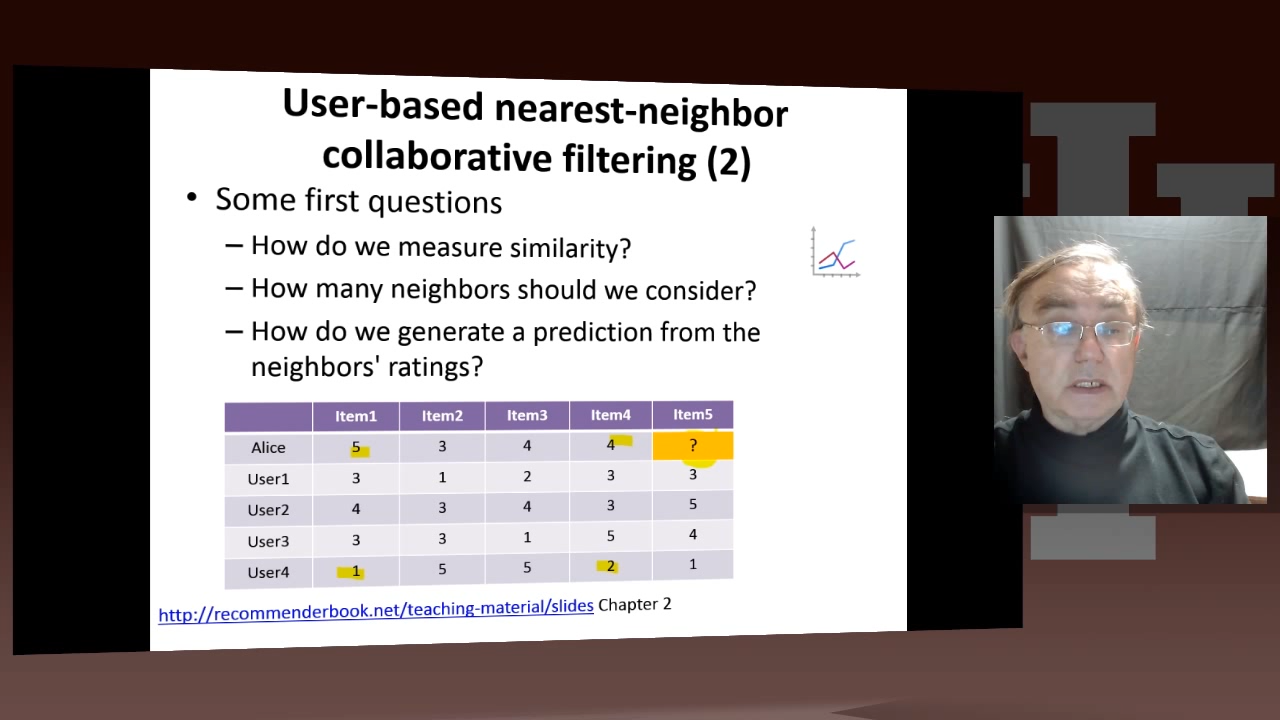 User-based nearest-neighbor
collaborative filtering (2)
• Some first questions
– How do we measure similarity?
– How many neighbors should we consider?
– How do we generate a prediction from the
neighbors' ratings?
Item1 Item2 Item3 Item4 Item5
Alice 5 3 4 4 ?
User1 3 1 2 3 3
User2 4 3 4 3 5
User3 3 3 1 5 4
User4 1 5 5 2 1
http://recommenderbook.net/teaching-material/slides Chapter 2